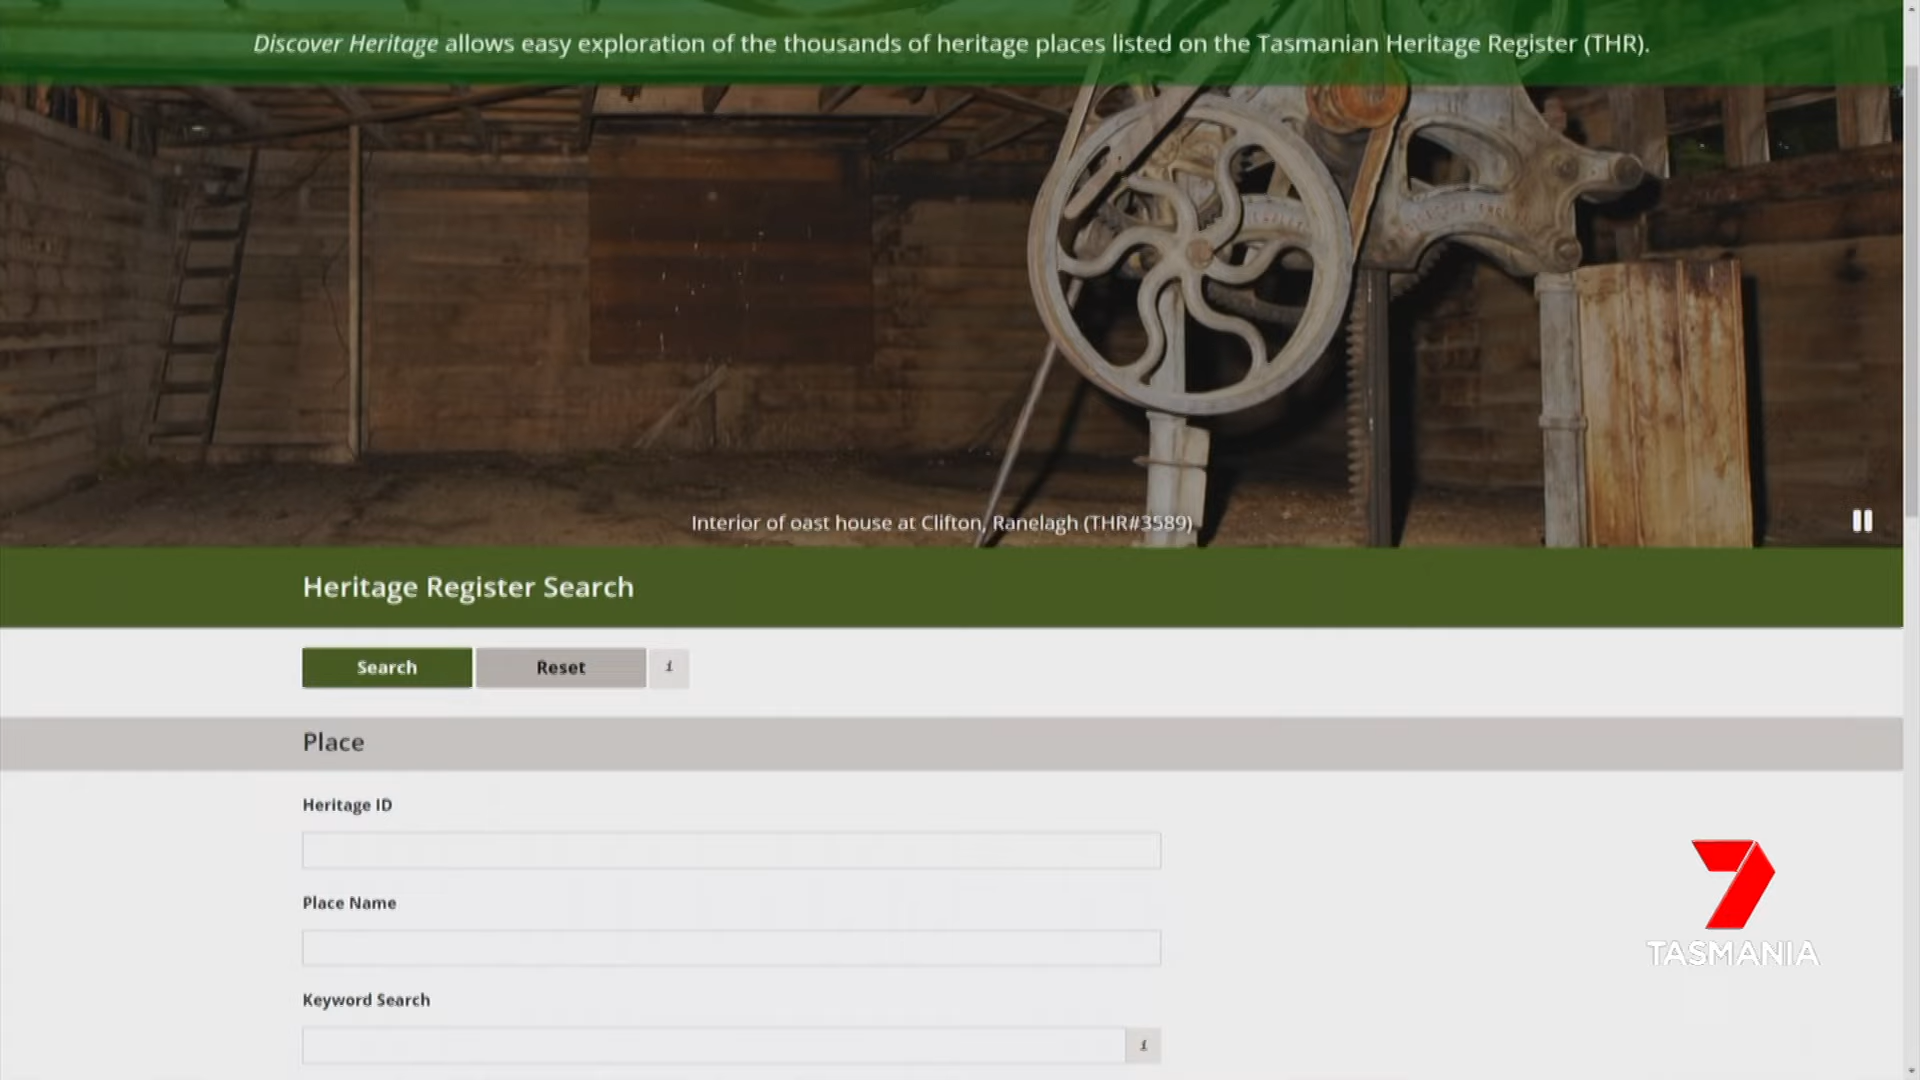 Discover Heritage allows easy exploration of the thousands of heritage places listed on the Tasmanian Heritage Register (THR).
Interior of oast house at Clifton, Ranelagh (THR#3589)
Heritage Register Search
Search
Reset
i
Place
Heritage ID
Place Name
Keyword Search
i
7
TASMANIA